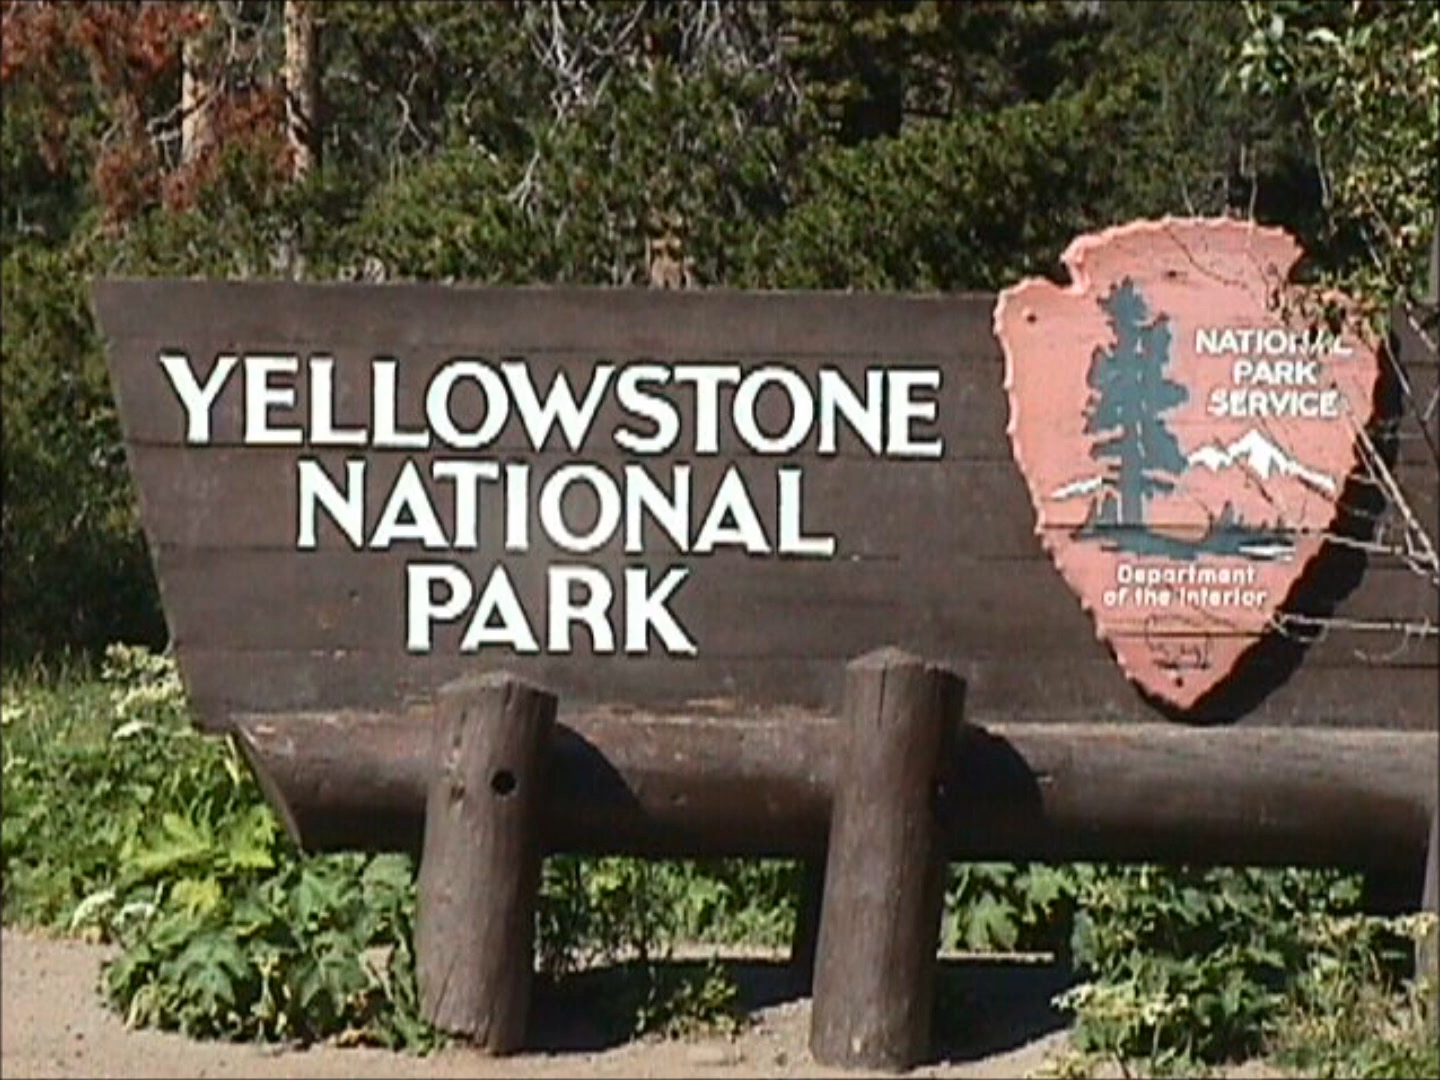 YELLOWSTONE
NATIONAL
PARK
NATIONAL
PARK
SERVICE
Department
of the Interior